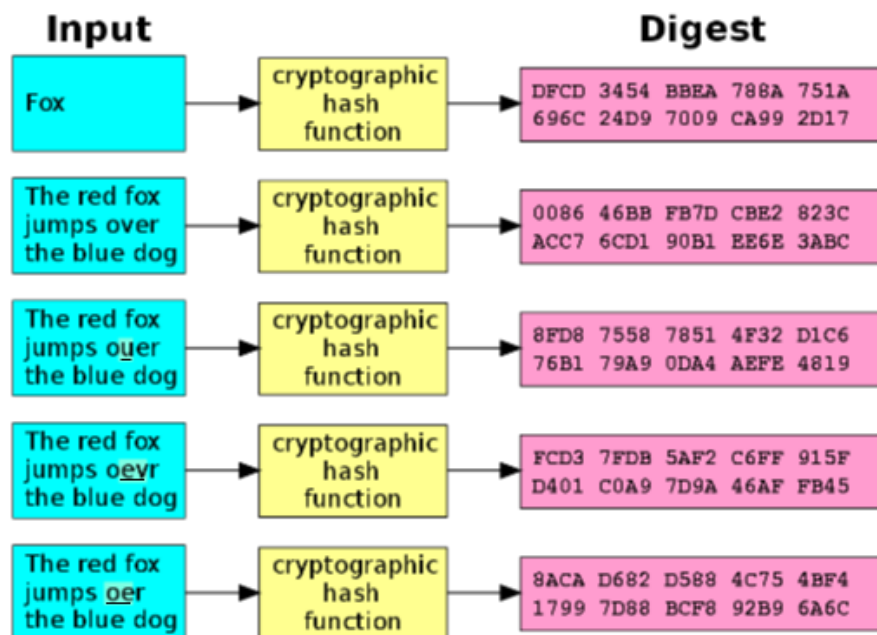 Input
Digest
Fox
cryptographic
hash
function
DFCD 3454 BBEA 788A 751A
696C 24D9 7009 CA99 2D17
The red fox
jumps over
the blue dog
cryptographic
hash
function
0086 46BB FB7D CBE2 823C
ACC7 6CD1 90B1 EE6E 3ABC
The red fox
jumps ouer
the blue dog
cryptographic
hash
function
8FD8 7558 7851 4F32 D1C6
76B1 79A9 0DA4 AEFE 4819
The red fox
jumps oevr
the blue dog
cryptographic
hash
function
FCD3 7FDB 5AF2 C6FF 915F
D401 C0A9 7D9A 46AF FB45
The red fox
jumps oer
the blue dog
cryptographic
hash
function
8ACA D682 D588 4C75 4BF4
1799 7D88 BCF8 92B9 6A6C